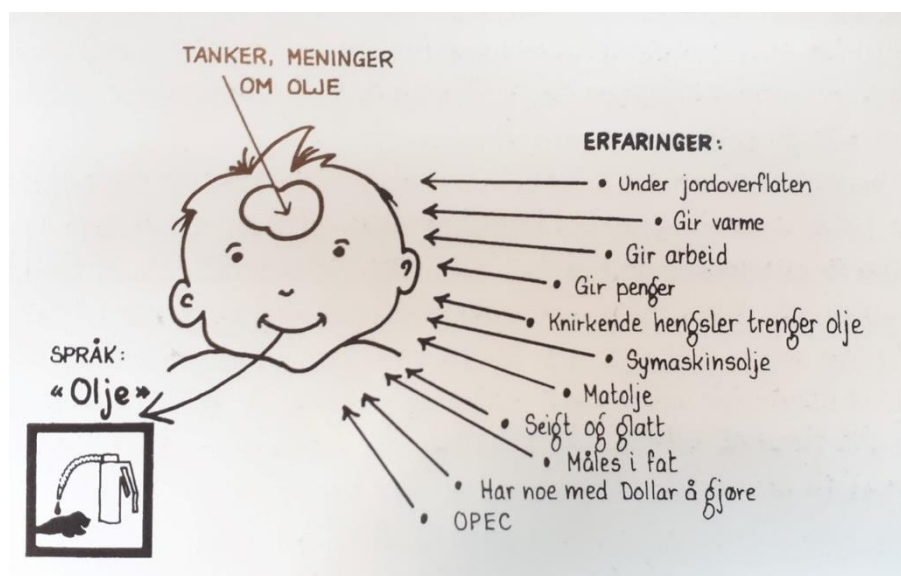 TANKER, MENINGER
OM OLJE
ERFARINGER:
• Under jordoverflaten
• Gir varme
• Gir arbeid
• Gir penger
• Knirkende hengsler trenger olje
• Symaskinsolje
• Matolje
• Seigt og glatt
• Måles i fat
• Har noe med Dollar å gjøre
• OPEC
SPRÅK:
«Olje»